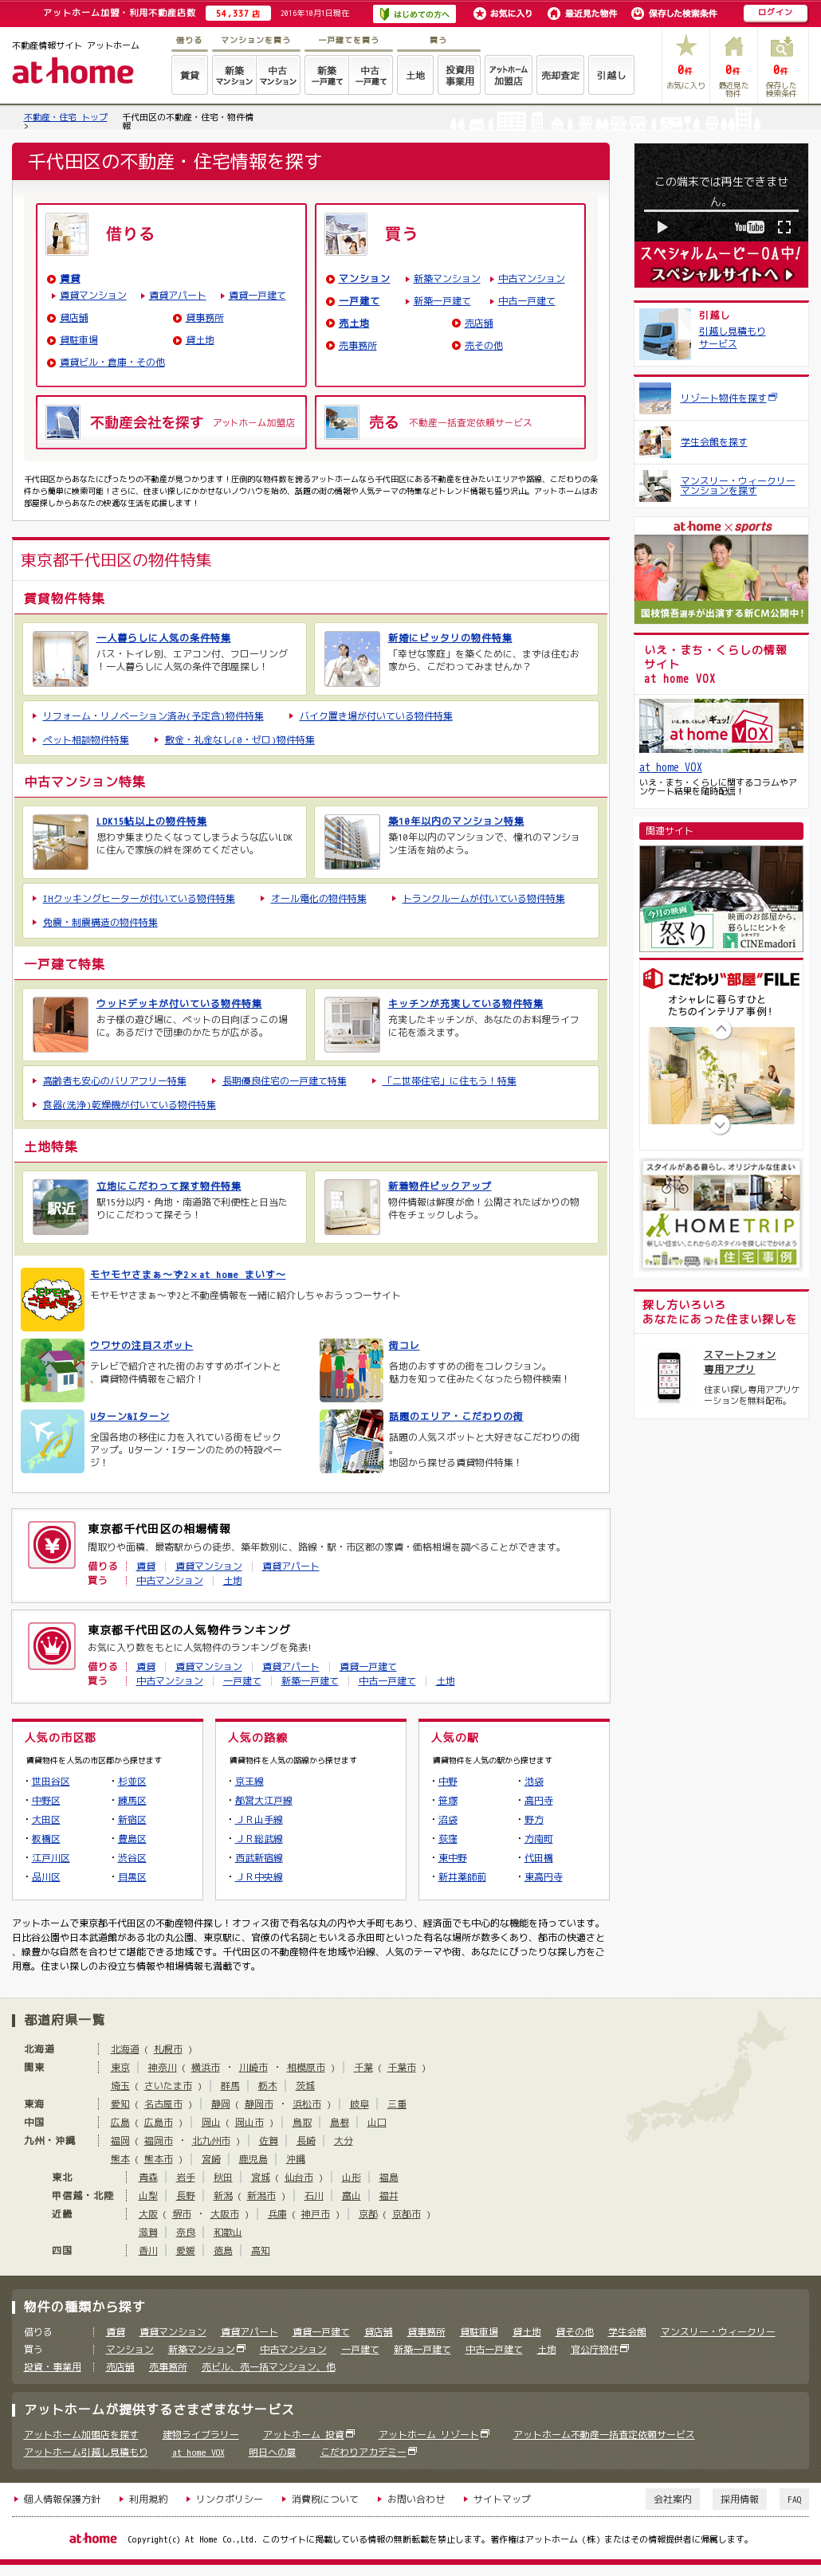 アットホーム加盟・利用不動産店数 54,337 店 2016年10月1日現在 はじめての方へ お気に入り 最近見た物件 保存した検索条件 ログイン
不動産情報サイト アットホーム
at home
借りる マンションを買う 一戸建てを買う 買う
賃貸 新築マンション 中古マンション 新築一戸建て 中古一戸建て 土地 投資用事業用 アットホーム加盟店 売却査定 引越し
0件 お気に入り 0件 最近見た物件 0件 保存した検索条件
不動産・住宅 トップ >
千代田区の不動産・住宅・物件情報
千代田区の不動産・住宅情報を探す
借りる
賃貸
賃貸マンション 賃貸アパート 賃貸一戸建て
貸店舗 貸事務所
貸駐車場 貸土地
賃貸ビル・倉庫・その他
買う
マンション 新築マンション 中古マンション
一戸建て 新築一戸建て 中古一戸建て
売土地 売店舗
売事務所 売その他
不動産会社を探す アットホーム加盟店
売る 不動産一括査定依頼サービス
千代田区からあなたにぴったりの不動産が見つかります！圧倒的な物件数を誇るアットホームなら千代田区にある不動産を住みたいエリアや路線、こだわりの条
件から簡単に検索可能！さらに、住まい探しにかかせないノウハウを始め、話題の街の情報や人気テーマの特集などトレンド情報も盛り沢山。アットホームはお
部屋探しからあなたの快適な生活を応援します！
東京都千代田区の物件特集
賃貸物件特集
一人暮らしに人気の条件特集
バス・トイレ別、エアコン付、フローリング
！一人暮らしに人気の条件で部屋探し！
新婚にピッタリの物件特集
「幸せな家庭」を築くために、まずは住むお
家から、こだわってみませんか？
リフォーム・リノベーション済み(予定含)物件特集 バイク置き場が付いている物件特集
ペット相談物件特集 敷金・礼金なし(0・ゼロ)物件特集
中古マンション特集
LDK15帖以上の物件特集
思わず集まりたくなってしまうような広いLDK
に住んで家族の絆を深めてください。
築10年以内のマンション特集
築10年以内のマンションで、憧れのマンショ
ン生活を始めよう。
IHクッキングヒーターが付いている物件特集 オール電化の物件特集 トランクルームが付いている物件特集
免震・制震構造の物件特集
一戸建て特集
ウッドデッキが付いている物件特集
お子様の遊び場に、ペットの日向ぼっこの場
に。あるだけで団欒のかたちが広がる。
キッチンが充実している物件特集
充実したキッチンが、あなたのお料理ライフ
に花を添えます。
高齢者も安心のバリアフリー特集 長期優良住宅の一戸建て特集 「二世帯住宅」に住もう！特集
食器(洗浄)乾燥機が付いている物件特集
土地特集
駅近
立地にこだわって探す物件特集
駅15分以内・角地・南道路で利便性と日当た
りにこだわって探そう！
新着物件ピックアップ
物件情報は鮮度が命！公開されたばかりの物
件をチェックしよう。
モヤモヤさまぁ～ず2×at home まいす～
モヤモヤさまぁ～ず2と不動産情報を一緒に紹介しちゃおうっつーサイト
ウワサの注目スポット
テレビで紹介された街のおすすめポイントと
、賃貸物件情報をご紹介！
街コレ
各地のおすすめの街をコレクション。
魅力を知って住みたくなったら物件検索！
Uターン&Iターン
全国各地の移住に力を入れている街をピック
アップ。Uターン・Iターンのための特設ペー
ジ！
話題のエリア・こだわりの街
話題の人気スポットと大好きなこだわりの街
。
地図から探せる賃貸物件特集！
東京都千代田区の相場情報
間取りや面積、最寄駅からの徒歩、築年数別に、路線・駅・市区郡の家賃・価格相場を調べることができます。
借りる 賃貸 賃貸マンション 賃貸アパート
買う 中古マンション 土地
東京都千代田区の人気物件ランキング
お気に入り数をもとに人気物件のランキングを発表!
借りる 賃貸 賃貸マンション 賃貸アパート 賃貸一戸建て
買う 中古マンション 一戸建て 新築一戸建て 中古一戸建て 土地
人気の市区郡
賃貸物件を人気の市区郡から探せます
・世田谷区 ・杉並区
・中野区 ・練馬区
・大田区 ・新宿区
・板橋区 ・豊島区
・江戸川区 ・渋谷区
・品川区 ・目黒区
人気の路線
賃貸物件を人気の路線から探せます
・京王線
・都営大江戸線
・ＪＲ山手線
・ＪＲ総武線
・西武新宿線
・ＪＲ中央線
人気の駅
賃貸物件を人気の駅から探せます
・中野 ・池袋
・笹塚 ・高円寺
・沼袋 ・野方
・荻窪 ・方南町
・東中野 ・代田橋
・新井薬師前 ・東高円寺
アットホームで東京都千代田区の不動産物件探し！オフィス街で有名な丸の内や大手町もあり、経済面でも中心的な機能を持っています。
日比谷公園や日本武道館がある北の丸公園、東京駅に、官僚の代名詞ともいえる永田町といった有名な場所が数多くあり、都市の快適さと
、緑豊かな自然を合わせて堪能できる地域です。千代田区の不動産物件を地域や沿線、人気のテーマや街、あなたにぴったりな探し方をご
用意。住まい探しのお役立ち情報や相場情報も満載です。
この端末では再生できません。
YouTube
スペシャルムービーOA中!
スペシャルサイトへ
引越し
引越し見積もり
サービス
リゾート物件を探す
学生会館を探す
マンスリー・ウィークリー
マンションを探す
at home × sports
国枝慎吾選手が出演する新CM公開中!
いえ・まち・くらしの情報
サイト
at home VOX
いえ、まち、くらしがギュッ!
at home VOX
at home VOX
いえ・まち・くらしに関するコラムやア
ンケート結果を随時配信！
関連サイト
今月の映画
怒り
映画のお部屋から、
暮らしにヒントを
シネマドリ
CINEmadori
こだわり"部屋"FILE
オシャレに暮らすひと
たちのインテリア事例!
スタイルがある暮らし、オリジナルな住まい
HOMETRIP
新しい住まい、これからのスタイルを探しにでかけよう
住宅事例
探し方いろいろ
あなたにあった住まい探しを
スマートフォン
専用アプリ
住まい探し専用アプリケ
ーションを無料配布。
都道府県一覧
北海道 北海道 ( 札幌市 )
関東 東京 神奈川 ( 横浜市 ・ 川崎市 ・ 相模原市 ) 千葉 ( 千葉市 )
埼玉 ( さいたま市 ) 群馬 栃木 茨城
東海 愛知 ( 名古屋市 ) 静岡 ( 静岡市 ・ 浜松市 ) 岐阜 三重
中国 広島 ( 広島市 ) 岡山 ( 岡山市 ) 鳥取 島根 山口
九州・沖縄 福岡 ( 福岡市 ・ 北九州市 ) 佐賀 長崎 大分
熊本 ( 熊本市 ) 宮崎 鹿児島 沖縄
東北 青森 岩手 秋田 宮城 ( 仙台市 ) 山形 福島
甲信越・北陸 山梨 長野 新潟 ( 新潟市 ) 石川 富山 福井
近畿 大阪 ( 堺市 ・ 大阪市 ) 兵庫 ( 神戸市 ) 京都 ( 京都市 )
滋賀 奈良 和歌山
四国 香川 愛媛 徳島 高知
物件の種類から探す
借りる 賃貸 賃貸マンション 賃貸アパート 賃貸一戸建て 貸店舗 貸事務所 貸駐車場 貸土地 貸その他 学生会館 マンスリー・ウィークリー
買う マンション 新築マンション 中古マンション 一戸建て 新築一戸建て 中古一戸建て 土地 官公庁物件
投資・事業用 売店舗 売事務所 売ビル、売一括マンション、他
アットホームが提供するさまざまなサービス
アットホーム加盟店を探す 建物ライブラリー アットホーム 投資 アットホーム リゾート アットホーム不動産一括査定依頼サービス
アットホーム引越し見積もり at home VOX 明日への扉 こだわりアカデミー
個人情報保護方針 利用規約 リンクポリシー 消費税について お問い合わせ サイトマップ 会社案内 採用情報 FAQ
at home Copyright(c) At Home Co.,Ltd. このサイトに掲載している情報の無断転載を禁止します。著作権はアットホーム (株) またはその情報提供者に帰属します。